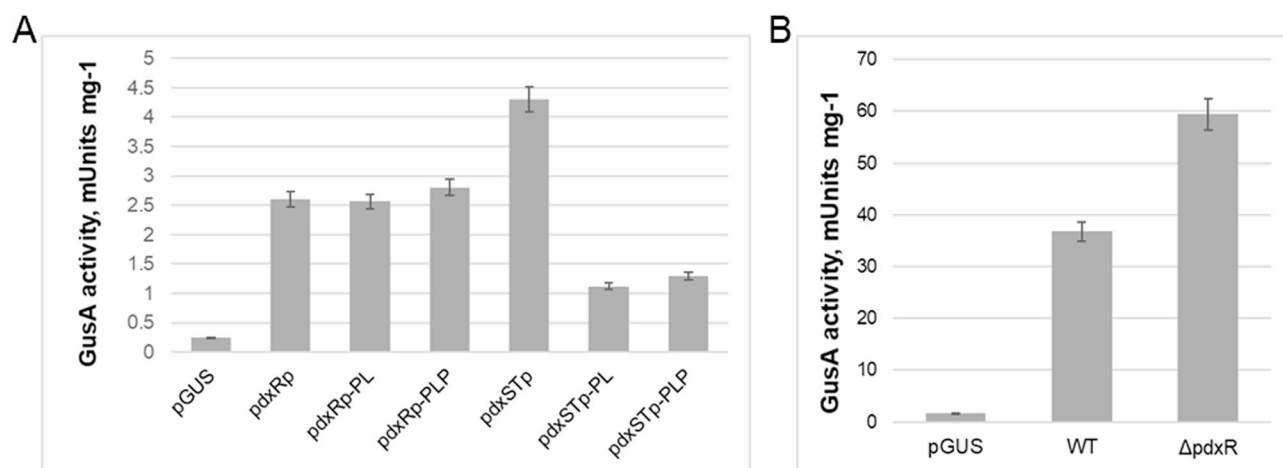 A
GusA activity, mUnits mg-1
5
4.5
4
3.5
3
2.5
2
1.5
1
0.5
0
pGUS
pdxRp
pdxRp-PL
pdxRp-PLP
pdxSTp
pdxSTp-PL
pdxSTp-PLP
B
GusA activity, mUnits mg-1
70
60
50
40
30
20
10
0
pGUS
WT
ΔpdxR